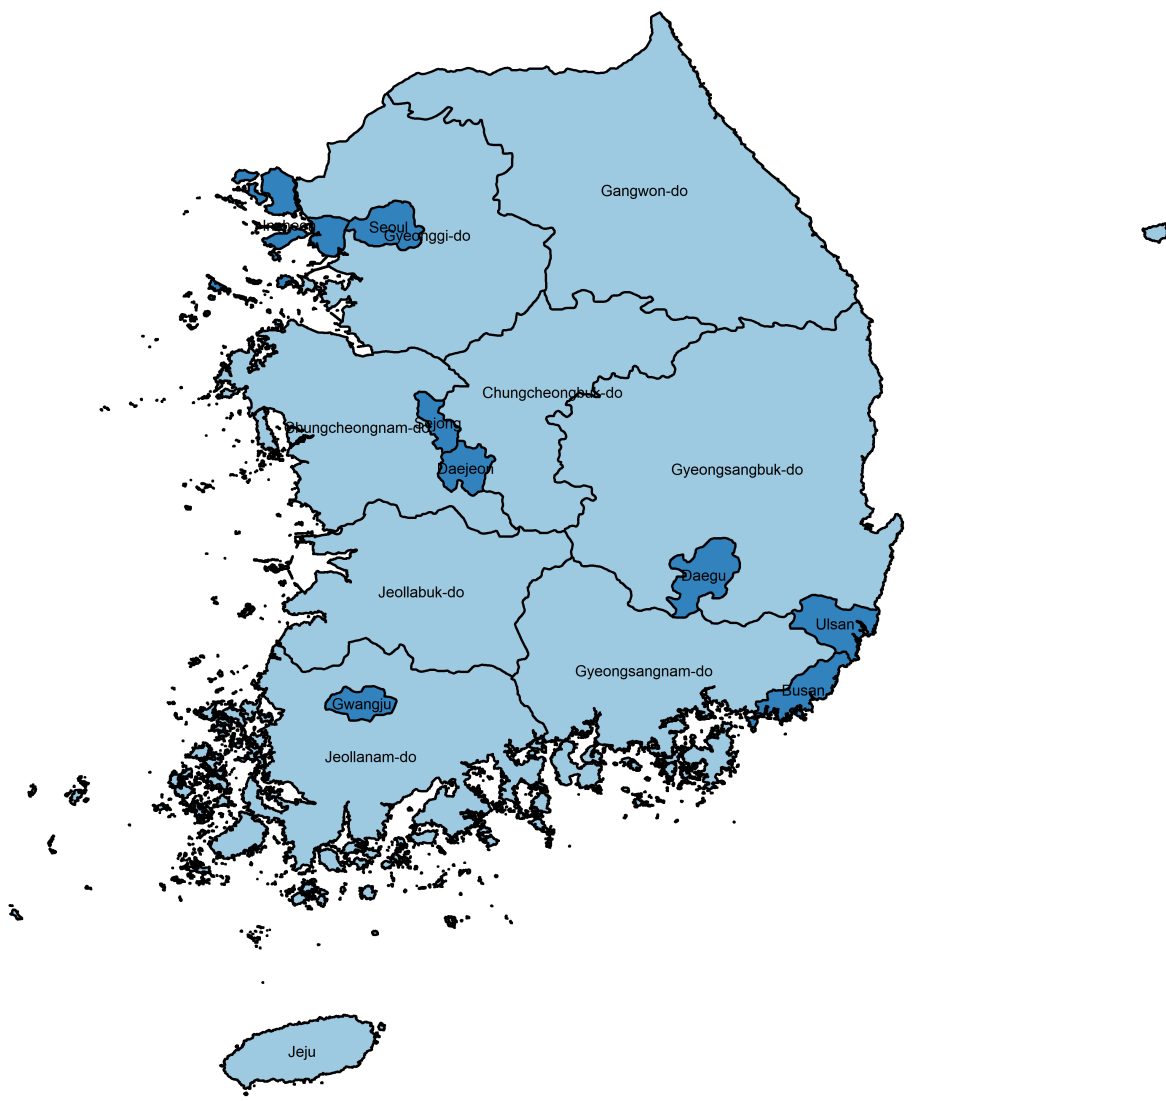 Gangwon-do
Incheon
Seoul
Gyeonggi-do
Chungcheongbuk-do
Chungcheongnam-do
Sejong
Daejeon
Gyeongsangbuk-do
Daegu
Jeollabuk-do
Ulsan
Gyeongsangnam-do
Busan
Gwangju
Jeollanam-do
Jeju